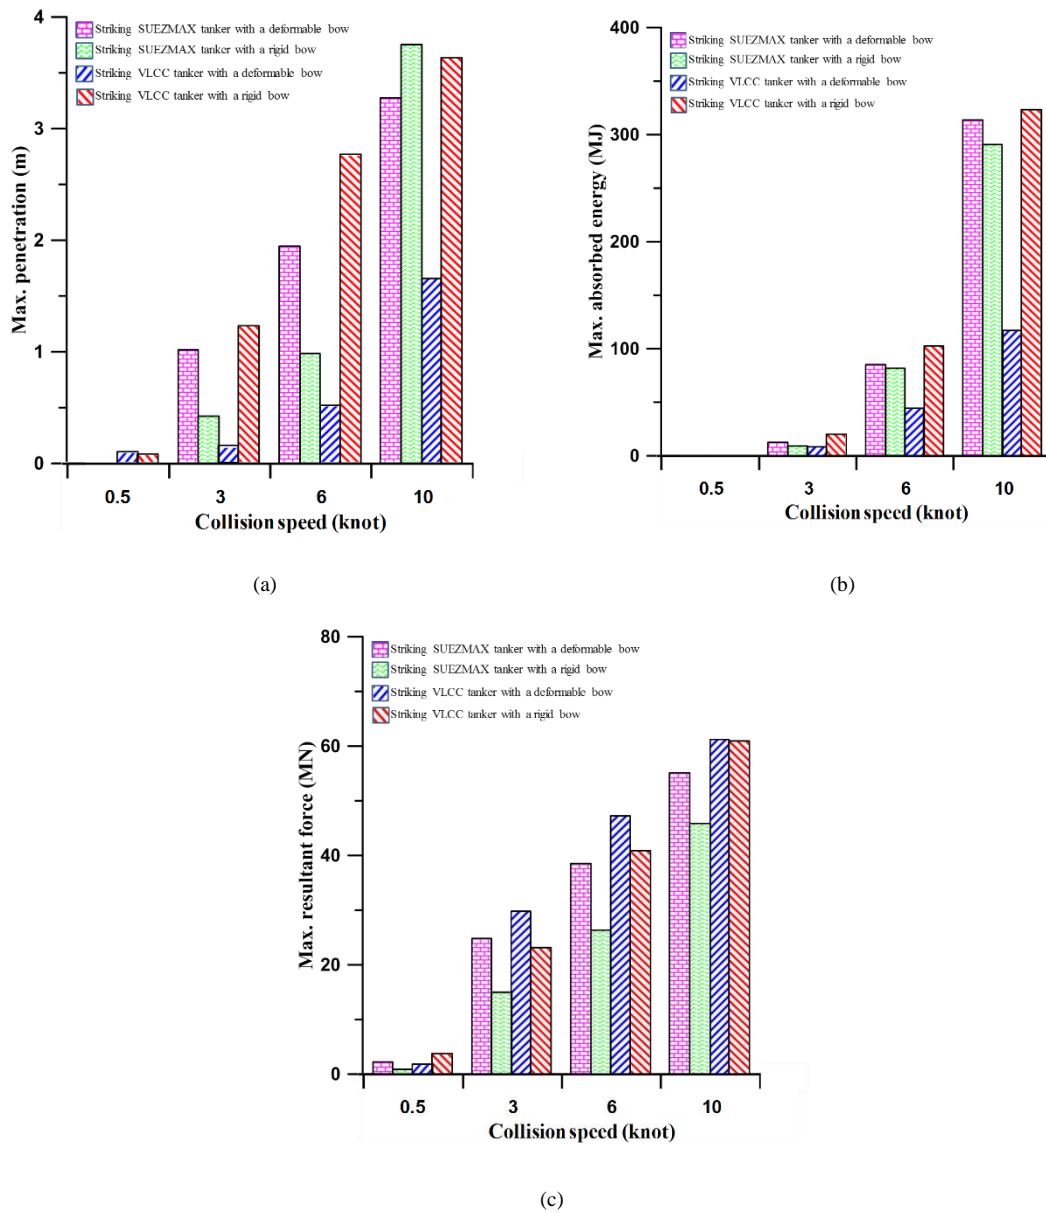 4
3
2
1
0
Max. penetration (m)
Striking SUEZMAX tanker with a deformable bow
Striking SUEZMAX tanker with a rigid bow
Striking VLCC tanker with a deformable bow
Striking VLCC tanker with a rigid bow
0.5 3 6 10
Collision speed (knot)
(a)
400
300
200
100
0
Max. absorbed energy (MJ)
Striking SUEZMAX tanker with a deformable bow
Striking SUEZMAX tanker with a rigid bow
Striking VLCC tanker with a deformable bow
Striking VLCC tanker with a rigid bow
0.5 3 6 10
Collision speed (knot)
(b)
80
60
40
20
0
Max. resultant force (MN)
Striking SUEZMAX tanker with a deformable bow
Striking SUEZMAX tanker with a rigid bow
Striking VLCC tanker with a deformable bow
Striking VLCC tanker with a rigid bow
0.5 3 6 10
Collision speed (knot)
(c)